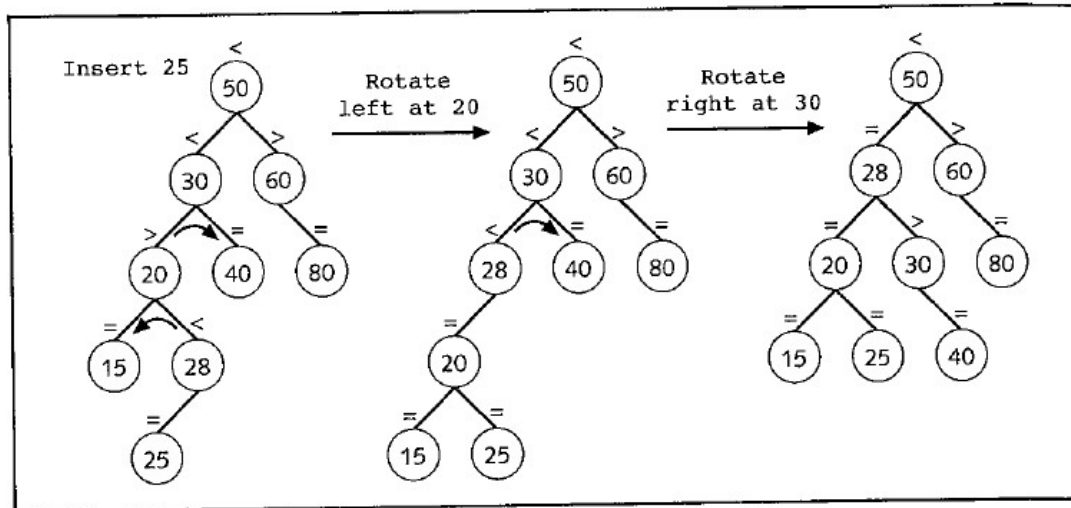 Insert 25
<
50
< >
30 60
> = =
20 40 80
= <
15 28
=
25
Rotate
left at 20
<
50
< >
30 60
< = =
28 40 80
=
20
= =
15 25
Rotate
right at 30
<
50
= >
28 60
= > =
20 30 80
= = =
15 25 40